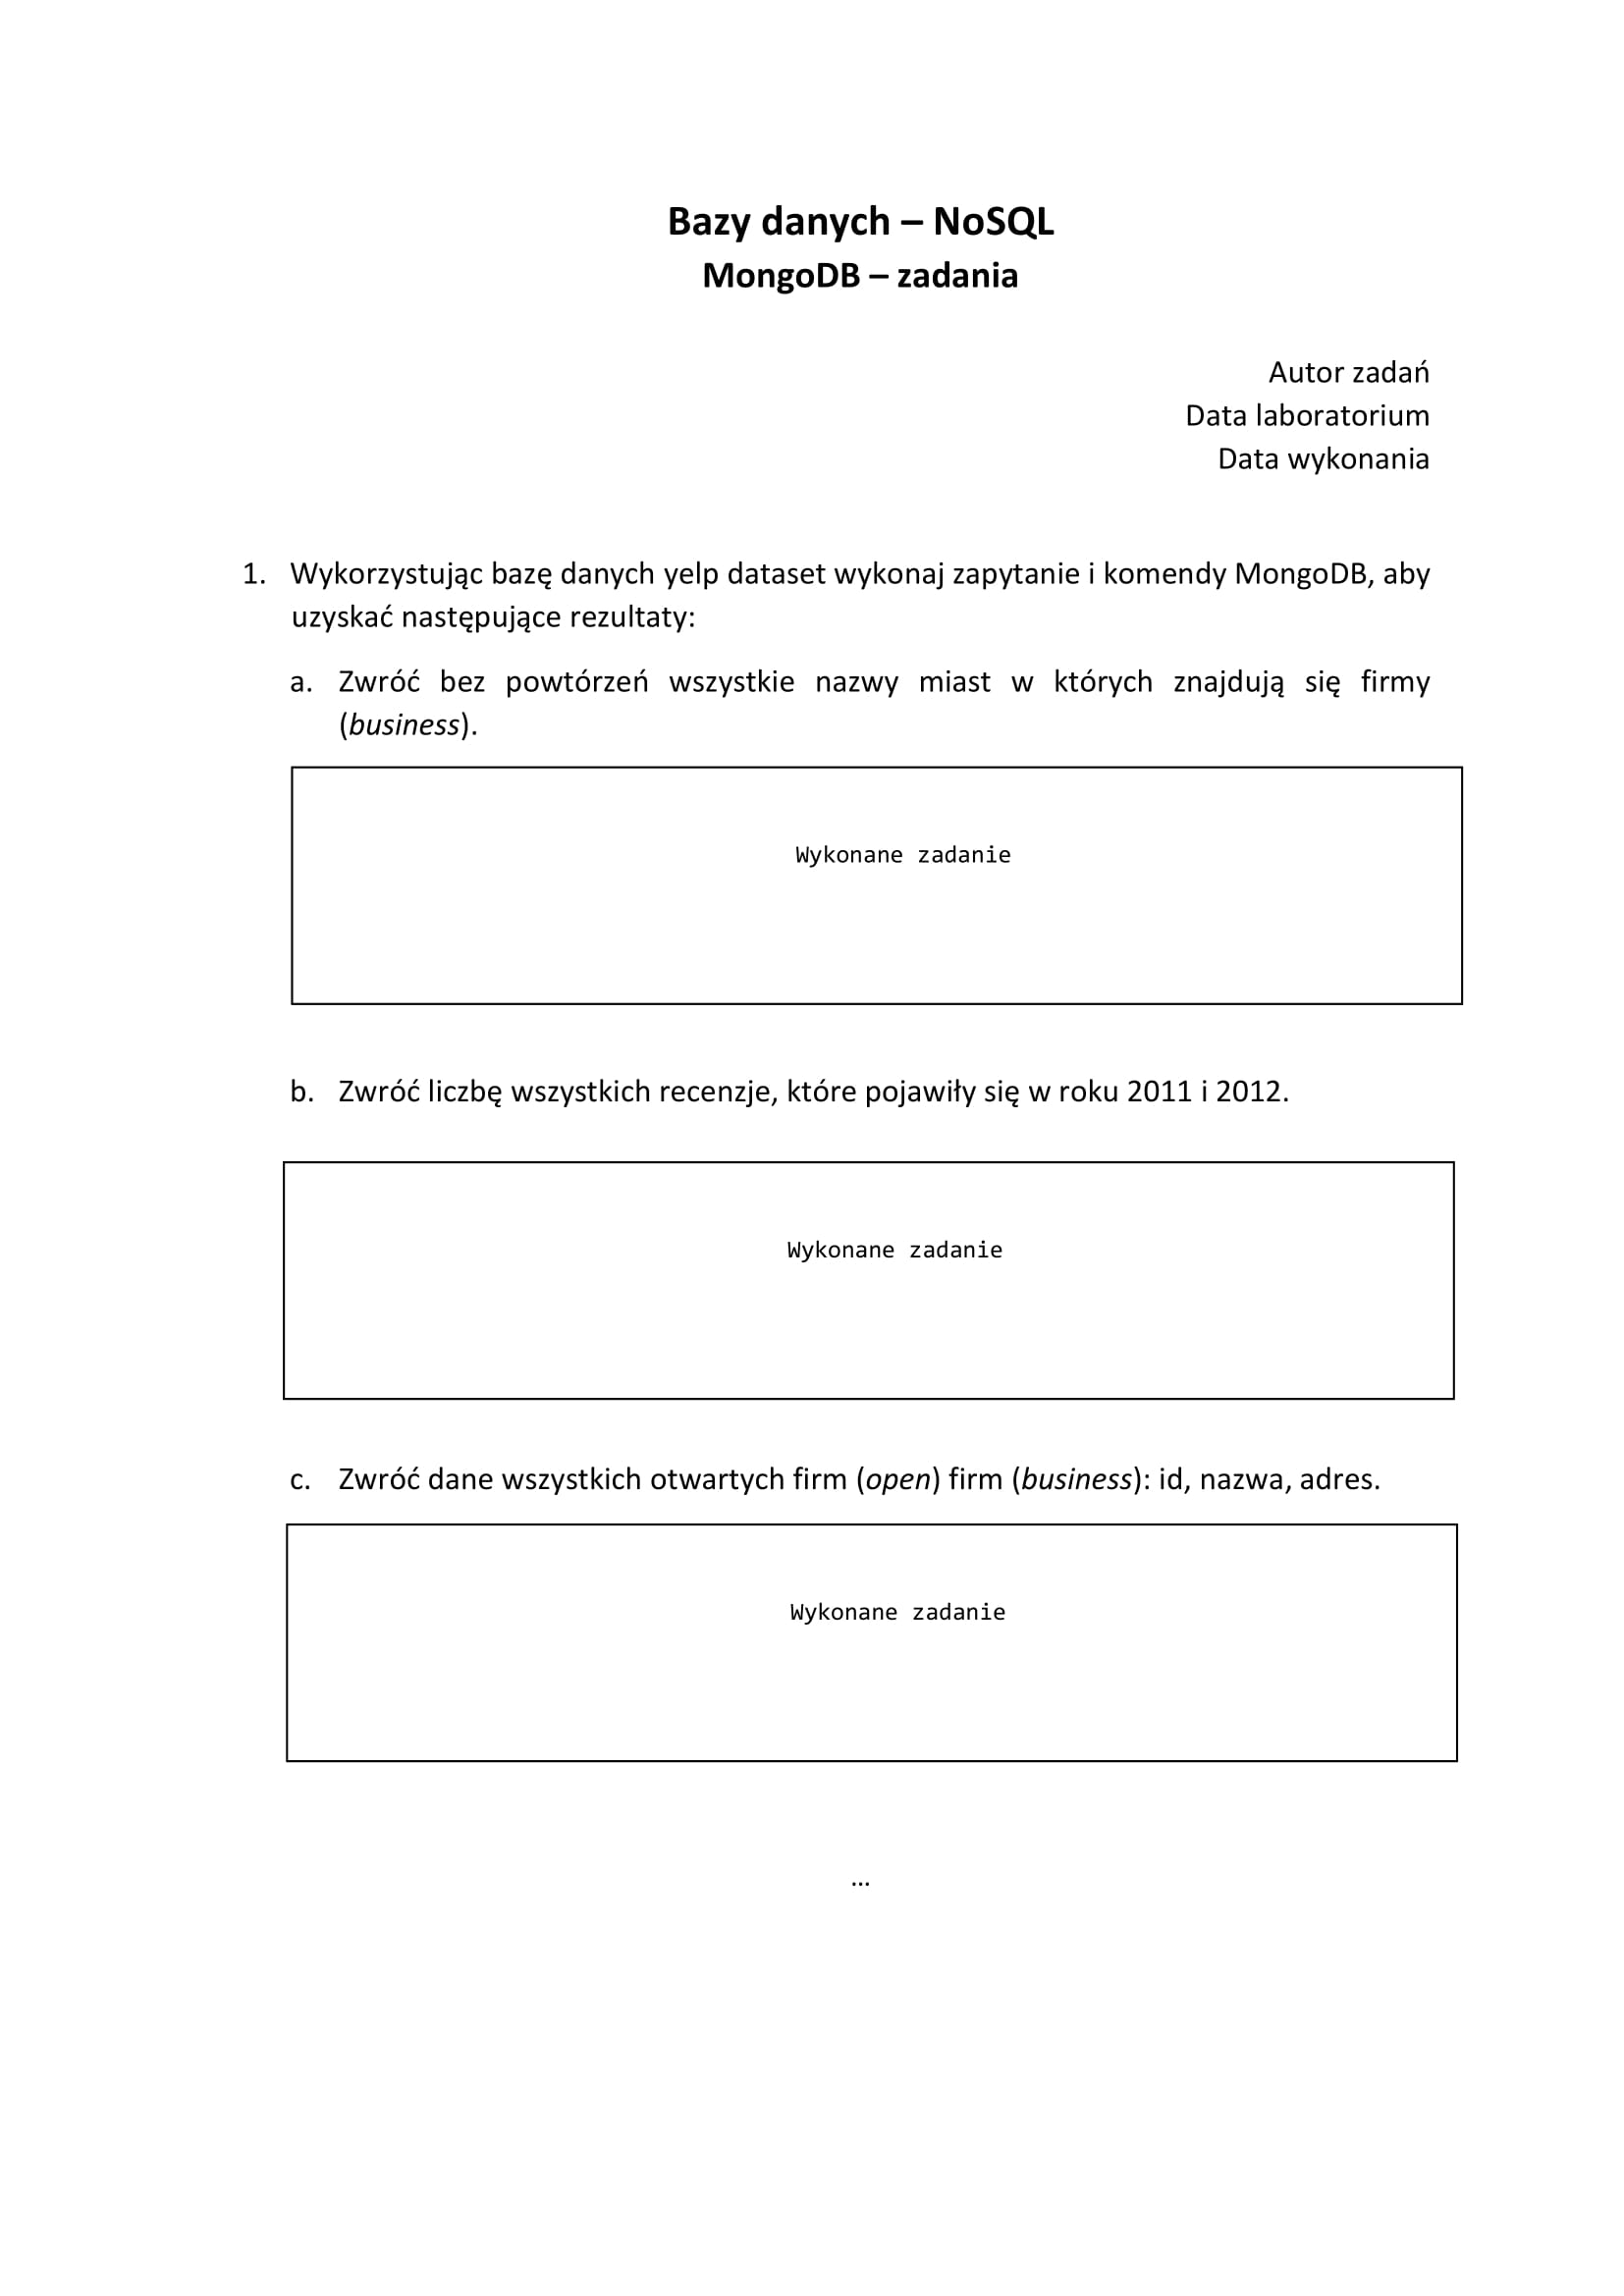 Bazy danych – NoSQL
MongoDB – zadania
Autor zadań
Data laboratorium
Data wykonania
1. Wykorzystując bazę danych yelp dataset wykonaj zapytanie i komendy MongoDB, aby
uzyskać następujące rezultaty:
a. Zwróć bez powtórzeń wszystkie nazwy miast w których znajdują się firmy
(business).
Wykonane zadanie
b. Zwróć liczbę wszystkich recenzje, które pojawiły się w roku 2011 i 2012.
Wykonane zadanie
c. Zwróć dane wszystkich otwartych firm (open) firm (business): id, nazwa, adres.
Wykonane zadanie
…